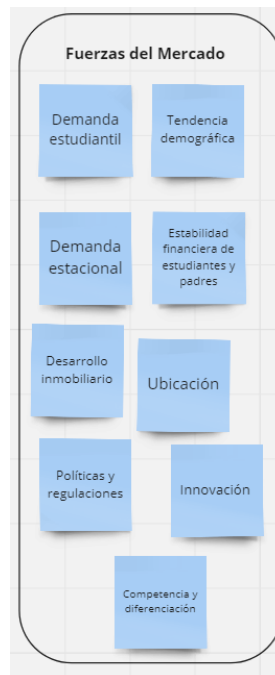 Fuerzas del Mercado
Demanda
estudiantil
Tendencia
demográfica
Demanda
estacional
Estabilidad
financiera de
estudiantes y
padres
Desarrollo
inmobiliario
Ubicación
Políticas y
regulaciones
Innovación
Competencia y
diferenciación